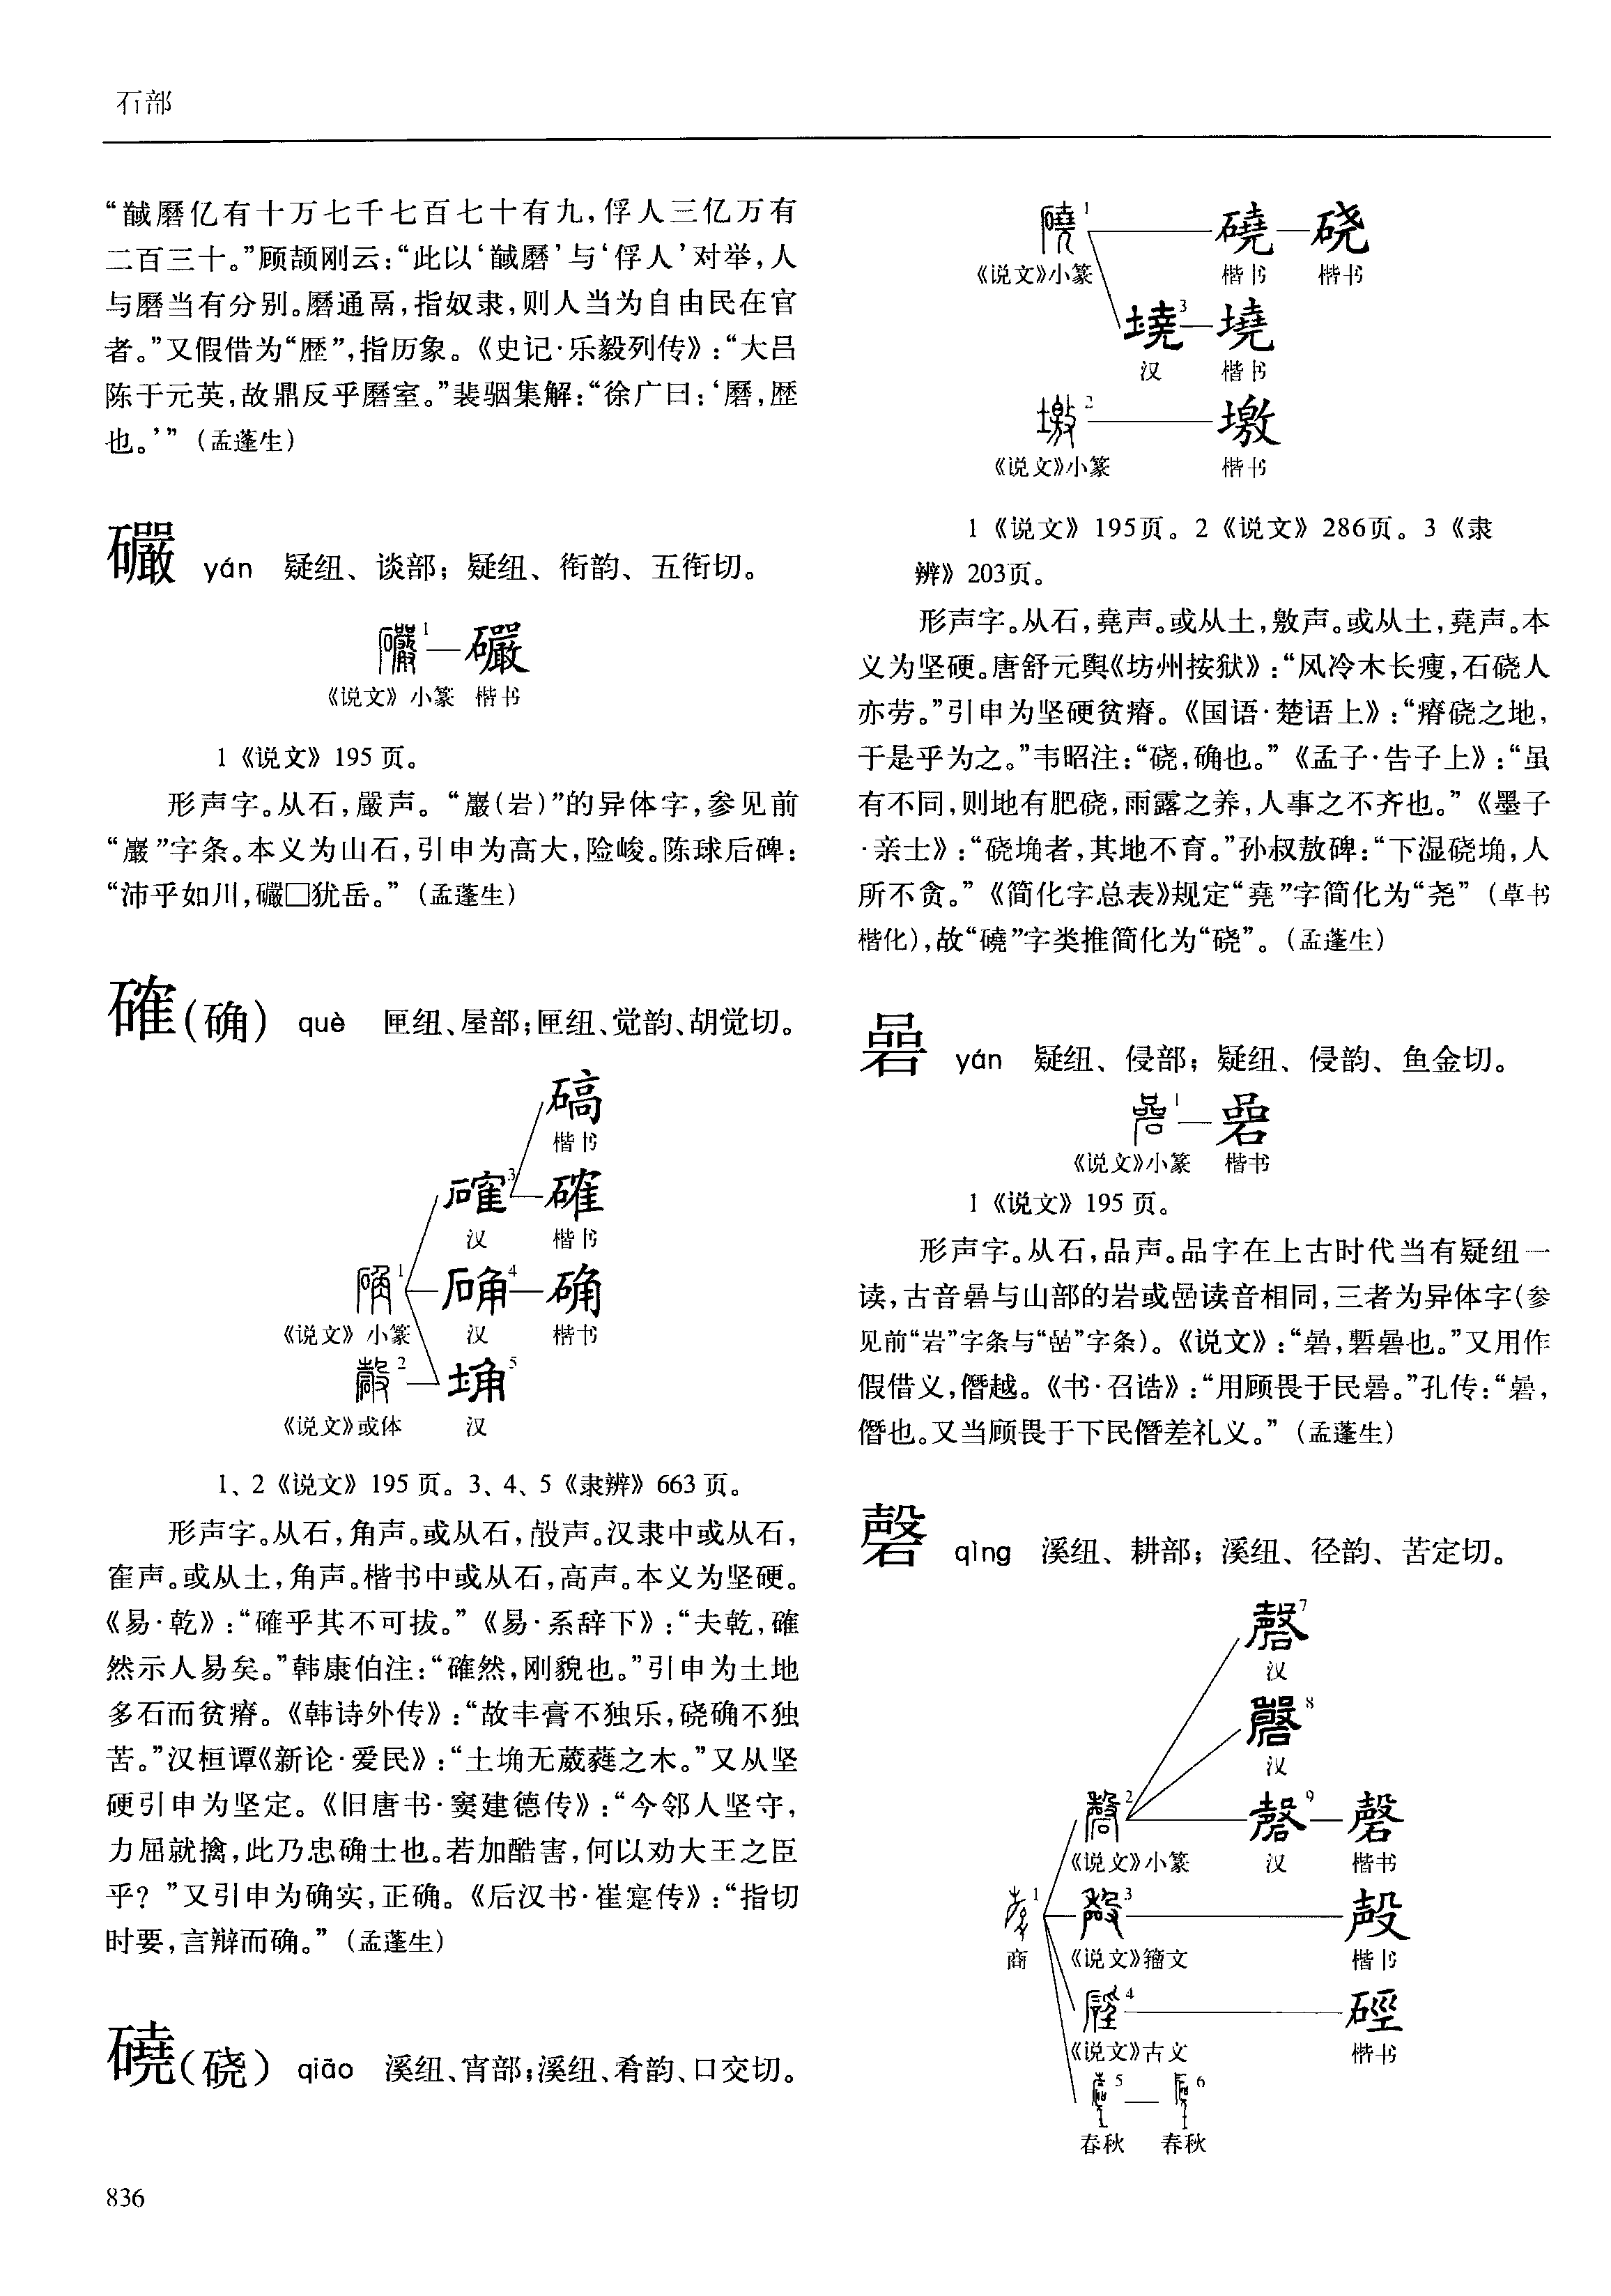 石部
“馘磿亿有十万七千七百七十有九，俘人三亿万有
二百三十。”顾颉刚云：“此以‘馘磿’与‘俘人’对举，人
与磿当有分别。磿通鬲，指奴隶，则人当为自由民在官
者。”又假借为“歷”，指历象。《史记·乐毅列传》：“大吕
陈于元英，故鼎反乎磿室。”裴骃集解：“徐广曰：‘磿，歷
也。’”（孟蓬生）
礹 yán 疑纽、谈部；疑纽、衔韵、五衔切。
1—礹
《说文》小篆 楷书
1《说文》195页。
形声字。从石，嚴声。“巖(岩)”的异体字，参见前
“巖”字条。本义为山石，引申为高大，险峻。陈球后碑：
“沛乎如川，礹□犹岳。”（孟蓬生）
確(确) què 匣纽、屋部；匣纽、觉韵、胡觉切。
碻
楷书
確3 確
汉 楷书
1 确4 确
《说文》小篆 汉 楷书
2 埆5
《说文》或体 汉
1、2《说文》195页。3、4、5《隶辨》663页。
形声字。从石，角声。或从石，㱿声。汉隶中或从石，
寉声。或从土，角声。楷书中或从石，高声。本义为坚硬。
《易·乾》：“確乎其不可拔。”《易·系辞下》：“夫乾，確
然示人易矣。”韩康伯注：“確然，刚貌也。”引申为土地
多石而贫瘠。《韩诗外传》：“故丰膏不独乐，硗确不独
苦。”汉桓谭《新论·爱民》：“土埆无葳蕤之木。”又从坚
硬引申为坚定。《旧唐书·窦建德传》：“今邻人坚守，
力屈就擒，此乃忠确士也。若加酷害，何以劝大王之臣
乎？”又引申为确实，正确。《后汉书·崔寔传》：“指切
时要，言辩而确。”（孟蓬生）
磽(硗) qiāo 溪纽、宵部；溪纽、肴韵、口交切。
836
1 磽—硗
《说文》小篆 楷书 楷书
墝3—墝
汉 楷书
2 墽
《说文》小篆 楷书
1《说文》195页。2《说文》286页。3《隶
辨》203页。
形声字。从石，堯声。或从土，敫声。或从土，堯声。本
义为坚硬。唐舒元舆《坊州按狱》：“风冷木长瘦，石硗人
亦劳。”引申为坚硬贫瘠。《国语·楚语上》：“瘠硗之地，
于是乎为之。”韦昭注：“硗，确也。”《孟子·告子上》：“虽
有不同，则地有肥硗，雨露之养，人事之不齐也。”《墨子
·亲士》：“硗埆者，其地不育。”孙叔敖碑：“下湿硗埆，人
所不贪。”《简化字总表》规定“堯”字简化为“尧”（草书
楷化），故“磽”字类推简化为“硗”。（孟蓬生）
碞 yán 疑纽、侵部；疑纽、侵韵、鱼金切。
1—碞
《说文》小篆 楷书
1《说文》195页。
形声字。从石，品声。品字在上古时代当有疑纽一
读，古音碞与山部的岩或嵒读音相同，三者为异体字(参
见前“岩”字条与“嵒”字条)。《说文》：“碞，磛碞也。”又用作
假借义，僭越。《书·召诰》：“用顾畏于民碞。”孔传：“碞，
僭也。又当顾畏于下民僭差礼义。”（孟蓬生）
磬 qìng 溪纽、耕部；溪纽、径韵、苦定切。
磬7
汉
磬8
汉
2 磬9—磬
《说文》小篆 汉 楷书
1 3 殸
商 《说文》籀文 楷书
4 硜
《说文》古文 楷书
5 — 6
春秋 春秋